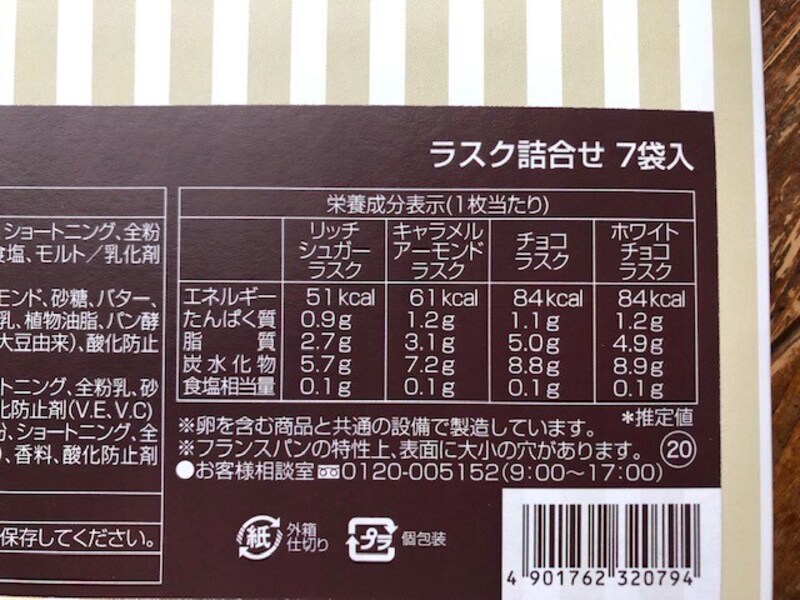 ラスク詰合せ 7袋入
ショートニング、全粉
食塩、モルト／乳化剤
モンド、砂糖、バター、
乳、植物油脂、パン酵
大豆由来)、酸化防止
トニング、全粉乳、砂
化防止剤(V.E、V.C)
粉、ショートニング、全
、香料、酸化防止剤
保存してください。
栄養成分表示(1枚当たり)
リッチシュガーラスク キャラメルアーモンドラスク チョコラスク ホワイトチョコラスク
エネルギー 51kcal 61kcal 84kcal 84kcal
たんぱく質 0.9g 1.2g 1.1g 1.2g
脂質 2.7g 3.1g 5.0g 4.9g
炭水化物 5.7g 7.2g 8.8g 8.9g
食塩相当量 0.1g 0.1g 0.1g 0.1g
*推定値
※卵を含む商品と共通の設備で製造しています。
※フランスパンの特性上、表面に大小の穴があります。 20
●お客様相談室 0120-005152(9:00〜17:00)
紙 外箱
仕切り
プラ 個包装
4 901762 320794